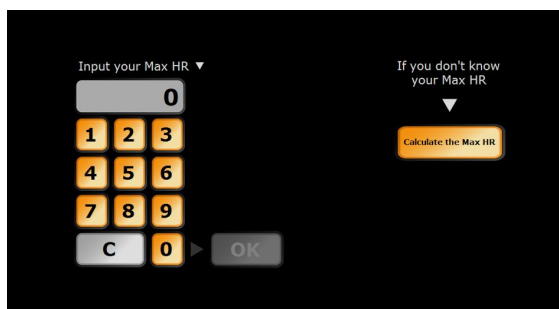 Input your Max HR ▼
0
1 2 3
4 5 6
7 8 9
C 0 OK
If you don't know
your Max HR
Calculate the Max HR